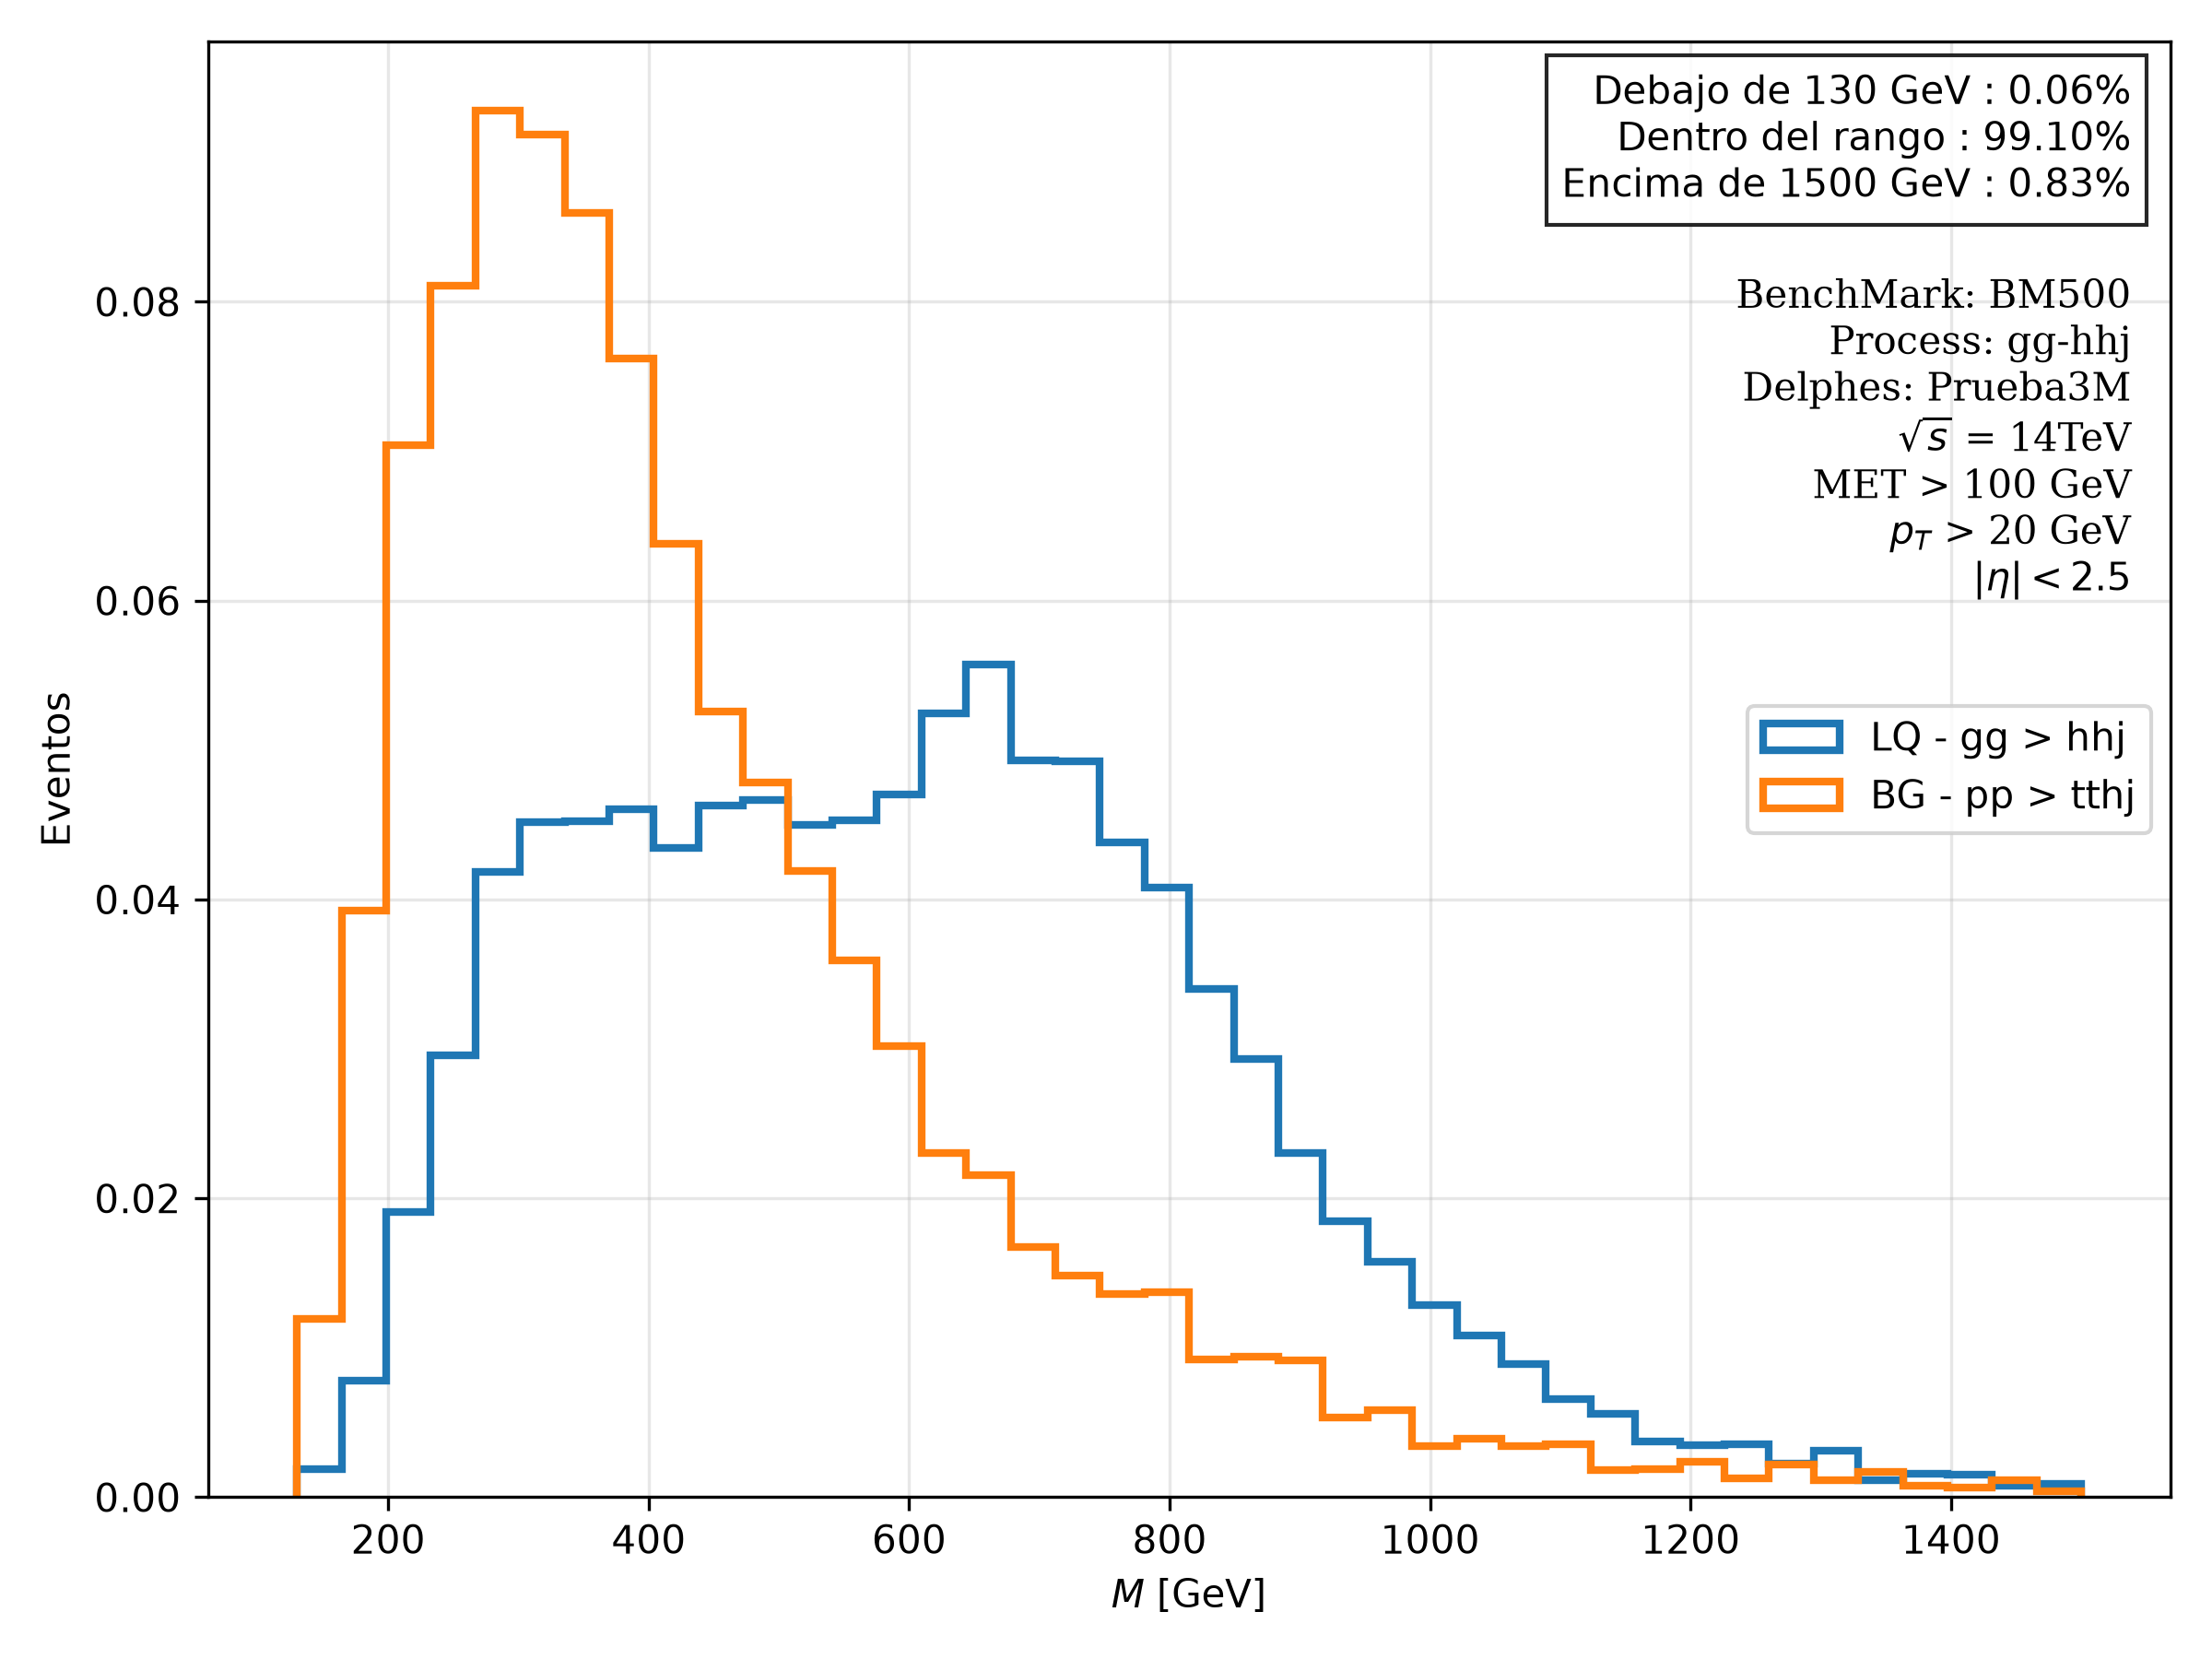 Debajo de 130 GeV : 0.06%
Dentro del rango : 99.10%
Encima de 1500 GeV : 0.83%
BenchMark: BM500
Process: gg-hhj
Delphes: Prueba3M
√s = 14TeV
MET > 100 GeV
p_T > 20 GeV
|η| < 2.5
LQ - gg > hhj
BG - pp > tthj
Eventos
0.08
0.06
0.04
0.02
0.00
200 400 600 800 1000 1200 1400
M [GeV]